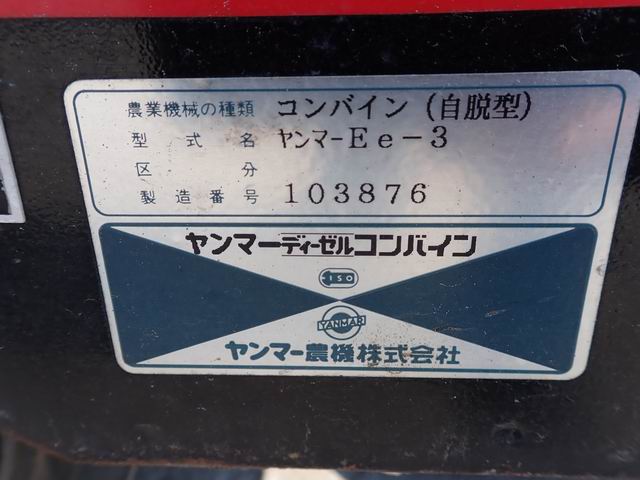 農業機械の種類 コンバイン (自脱型)
型式名 ヤンマーEe-3
区分
製造番号 103876
ヤンマーディーゼルコンバイン
ISO
YANMAR
ヤンマー農機株式会社